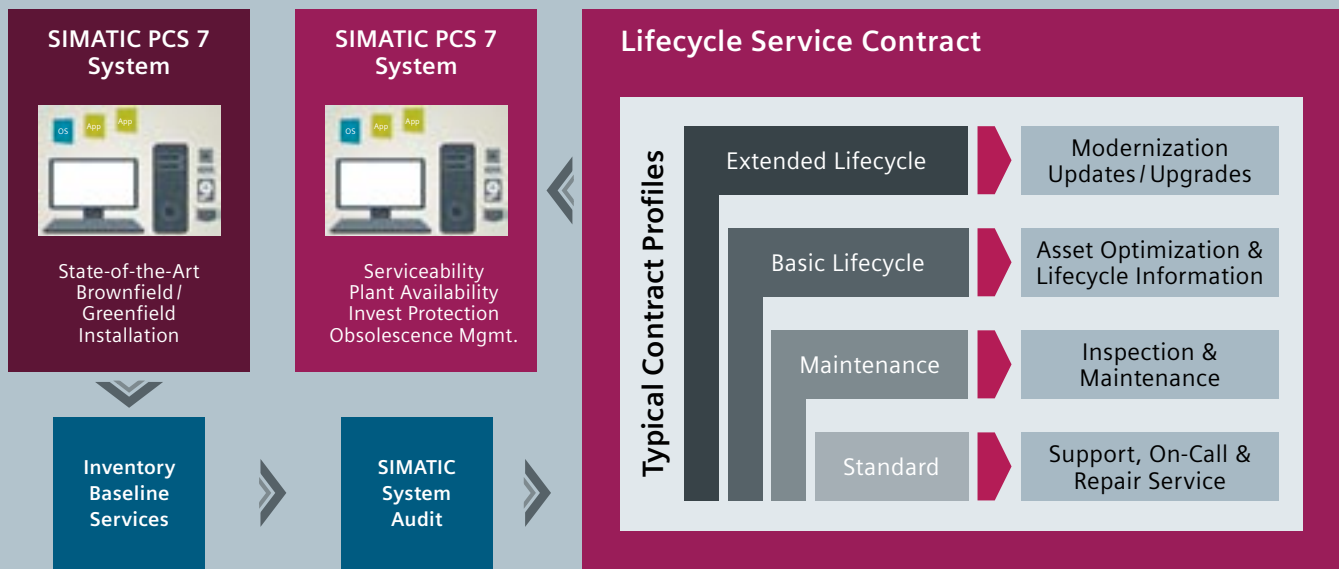 SIMATIC PCS 7
System
OS
App
App
State-of-the-Art
Brownfield /
Greenfield
Installation
Inventory
Baseline
Services
SIMATIC
System
Audit
SIMATIC PCS 7
System
OS
App
App
Serviceability
Plant Availability
Invest Protection
Obsolescence Mgmt.
Lifecycle Service Contract
Typical Contract Profiles
Extended Lifecycle
Modernization
Updates / Upgrades
Basic Lifecycle
Asset Optimization &
Lifecycle Information
Maintenance
Inspection &
Maintenance
Standard
Support, On-Call &
Repair Service